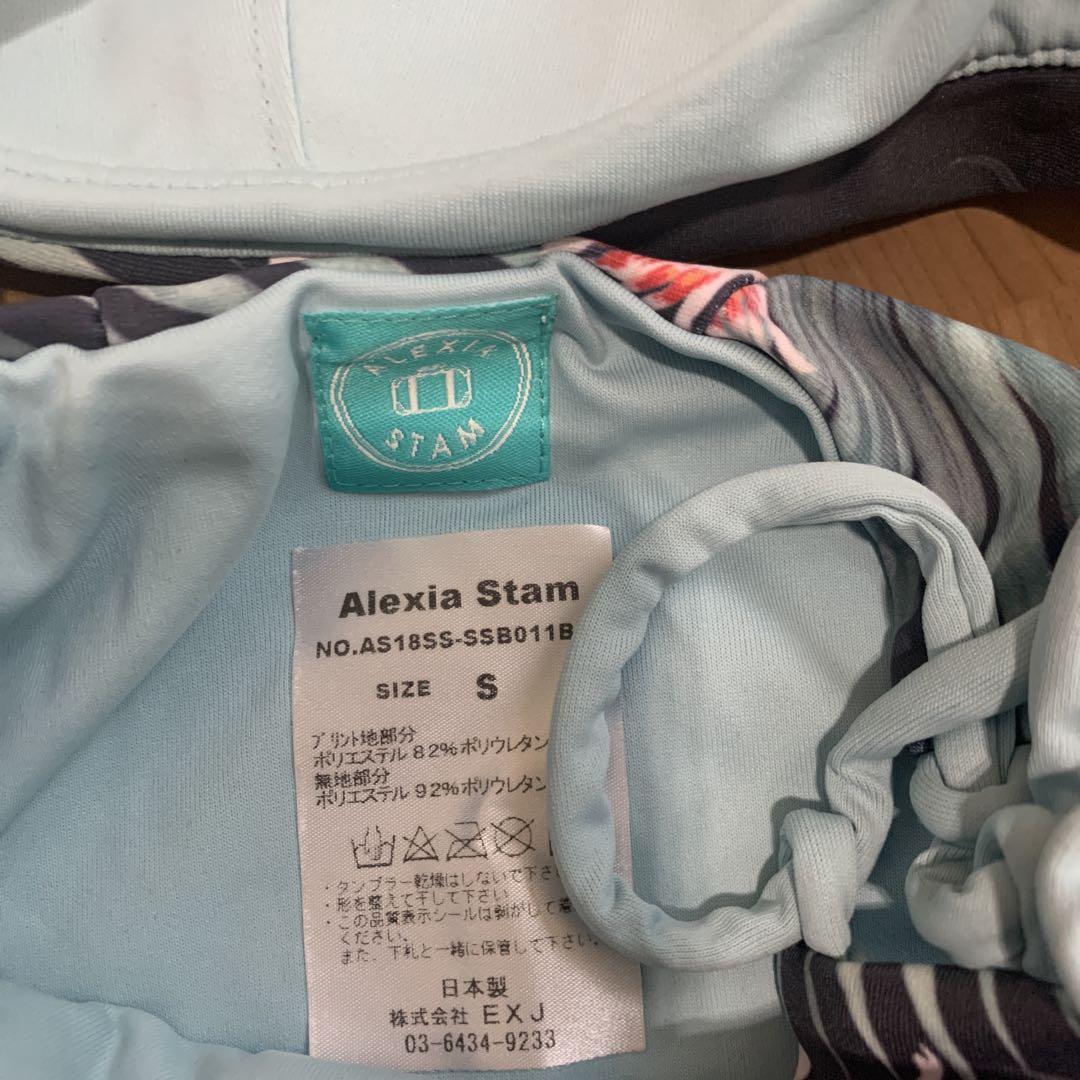 ALEXIA
STAM
Alexia Stam
NO.AS18SS-SSB011B
SIZE S
プリント地部分
ポリエステル 82%ポリウレタン
無地部分
ポリエステル 92%ポリウレタン
・タンブラー乾燥はしないで下さ
・形を整えて干して下さい。
・この品質表示シールは剥がして着
ください。
また、下札と一緒に保管して下さい。
日本製
株式会社 EXJ
03-6434-9233